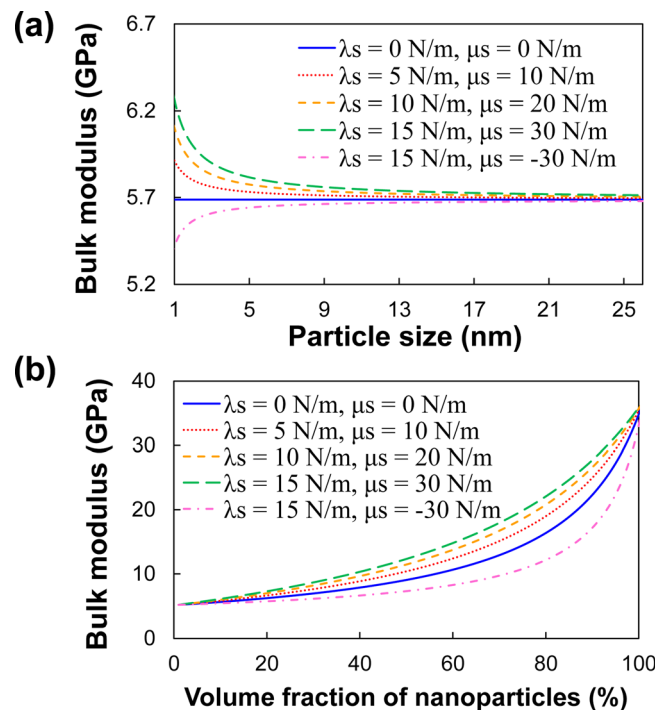 (a)
Bulk modulus (GPa)
6.7
6.2
5.7
5.2
λs = 0 N/m, μs = 0 N/m
λs = 5 N/m, μs = 10 N/m
λs = 10 N/m, μs = 20 N/m
λs = 15 N/m, μs = 30 N/m
λs = 15 N/m, μs = -30 N/m
1 5 9 13 17 21 25
Particle size (nm)
(b)
Bulk modulus (GPa)
40
30
20
10
0
λs = 0 N/m, μs = 0 N/m
λs = 5 N/m, μs = 10 N/m
λs = 10 N/m, μs = 20 N/m
λs = 15 N/m, μs = 30 N/m
λs = 15 N/m, μs = -30 N/m
0 20 40 60 80 100
Volume fraction of nanoparticles (%)